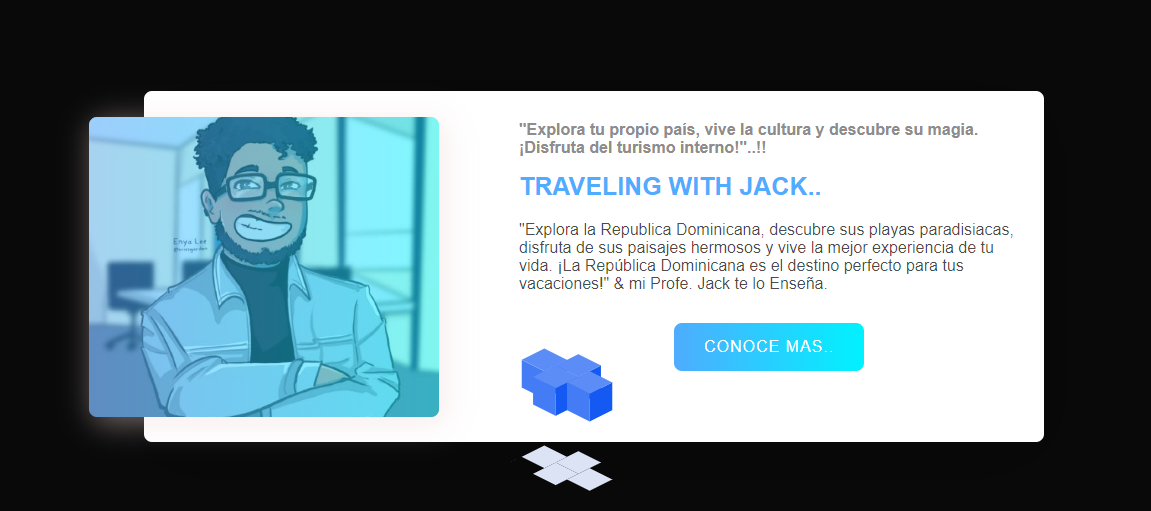 "Explora tu propio país, vive la cultura y descubre su magia.
¡Disfruta del turismo interno!"..!!
TRAVELING WITH JACK..
"Explora la Republica Dominicana, descubre sus playas paradisiacas,
disfruta de sus paisajes hermosos y vive la mejor experiencia de tu
vida. ¡La República Dominicana es el destino perfecto para tus
vacaciones!" & mi Profe. Jack te lo Enseña.
CONOCE MAS..
Enya Lee